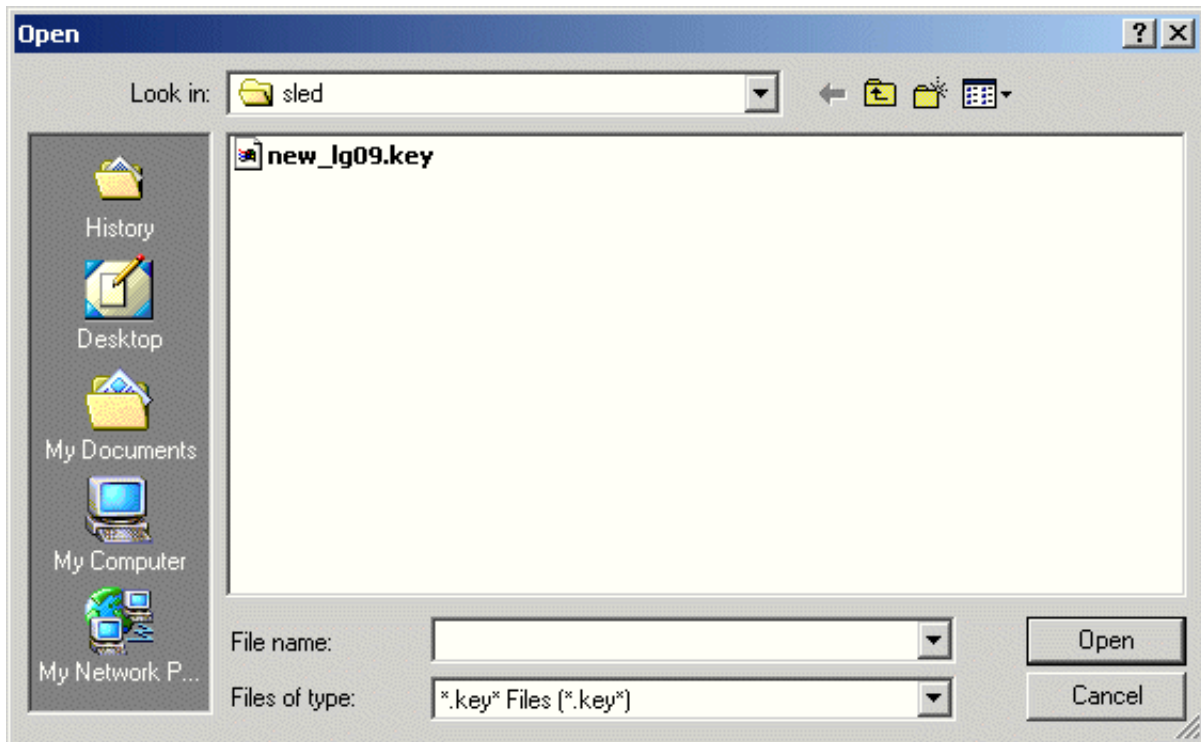 Open
Look in: sled
new_lg09.key
History
Desktop
My Documents
My Computer
My Network P...
File name:
Open
Files of type: *.key* Files (*.key*)
Cancel